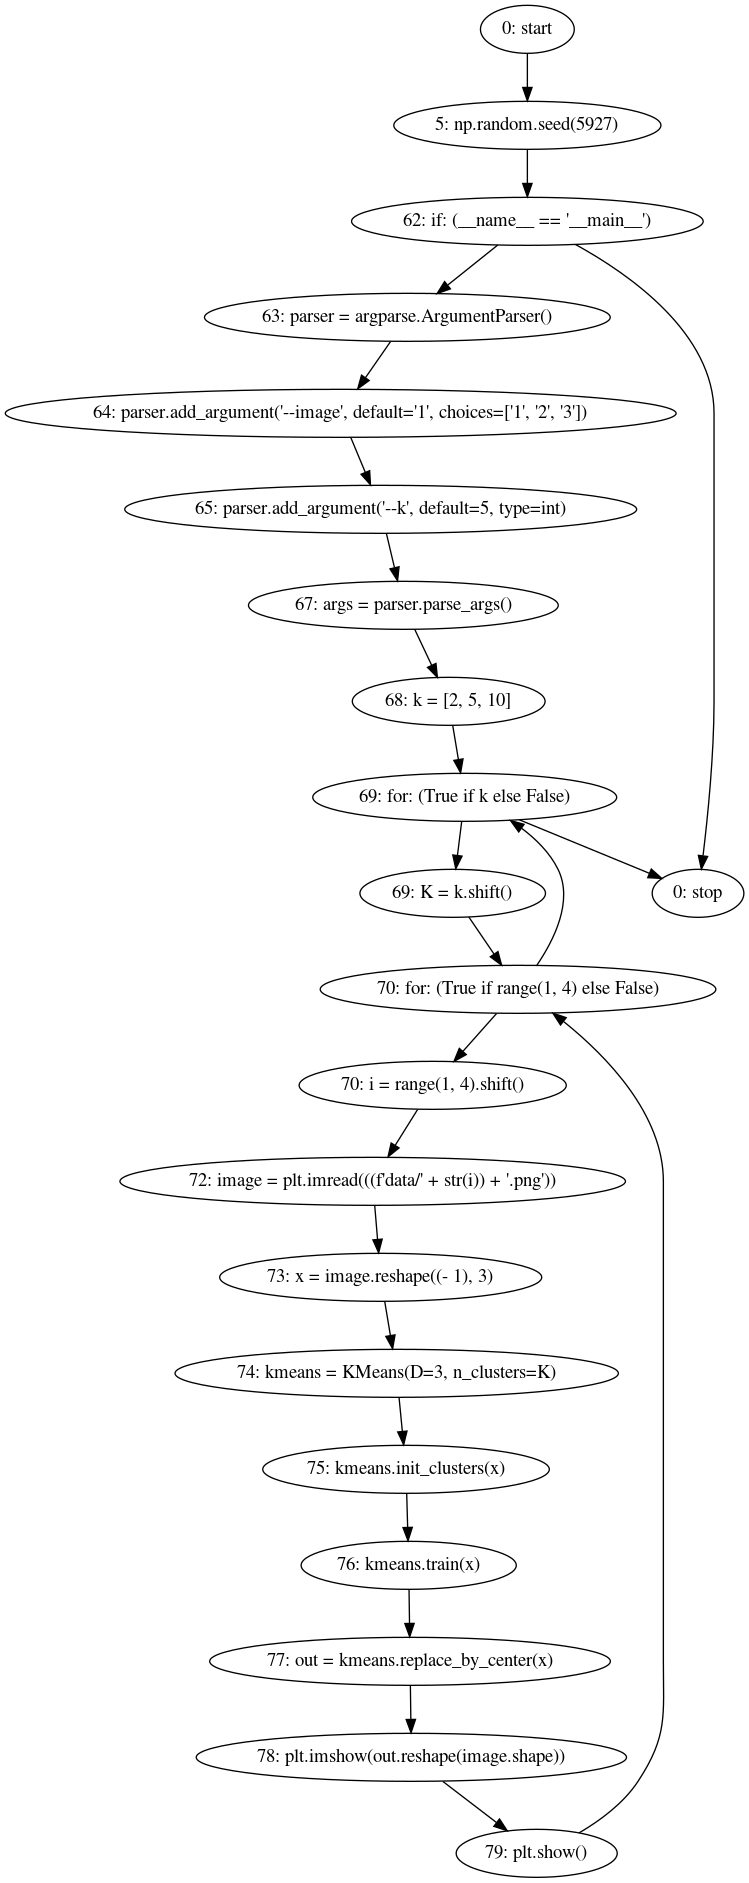 0: start
5: np.random.seed(5927)
62: if: (__name__ == '__main__')
63: parser = argparse.ArgumentParser()
64: parser.add_argument('--image', default='1', choices=['1', '2', '3'])
65: parser.add_argument('--k', default=5, type=int)
67: args = parser.parse_args()
68: k = [2, 5, 10]
69: for: (True if k else False)
69: K = k.shift()
0: stop
70: for: (True if range(1, 4) else False)
70: i = range(1, 4).shift()
72: image = plt.imread(((f'data/' + str(i)) + '.png'))
73: x = image.reshape((- 1), 3)
74: kmeans = KMeans(D=3, n_clusters=K)
75: kmeans.init_clusters(x)
76: kmeans.train(x)
77: out = kmeans.replace_by_center(x)
78: plt.imshow(out.reshape(image.shape))
79: plt.show()